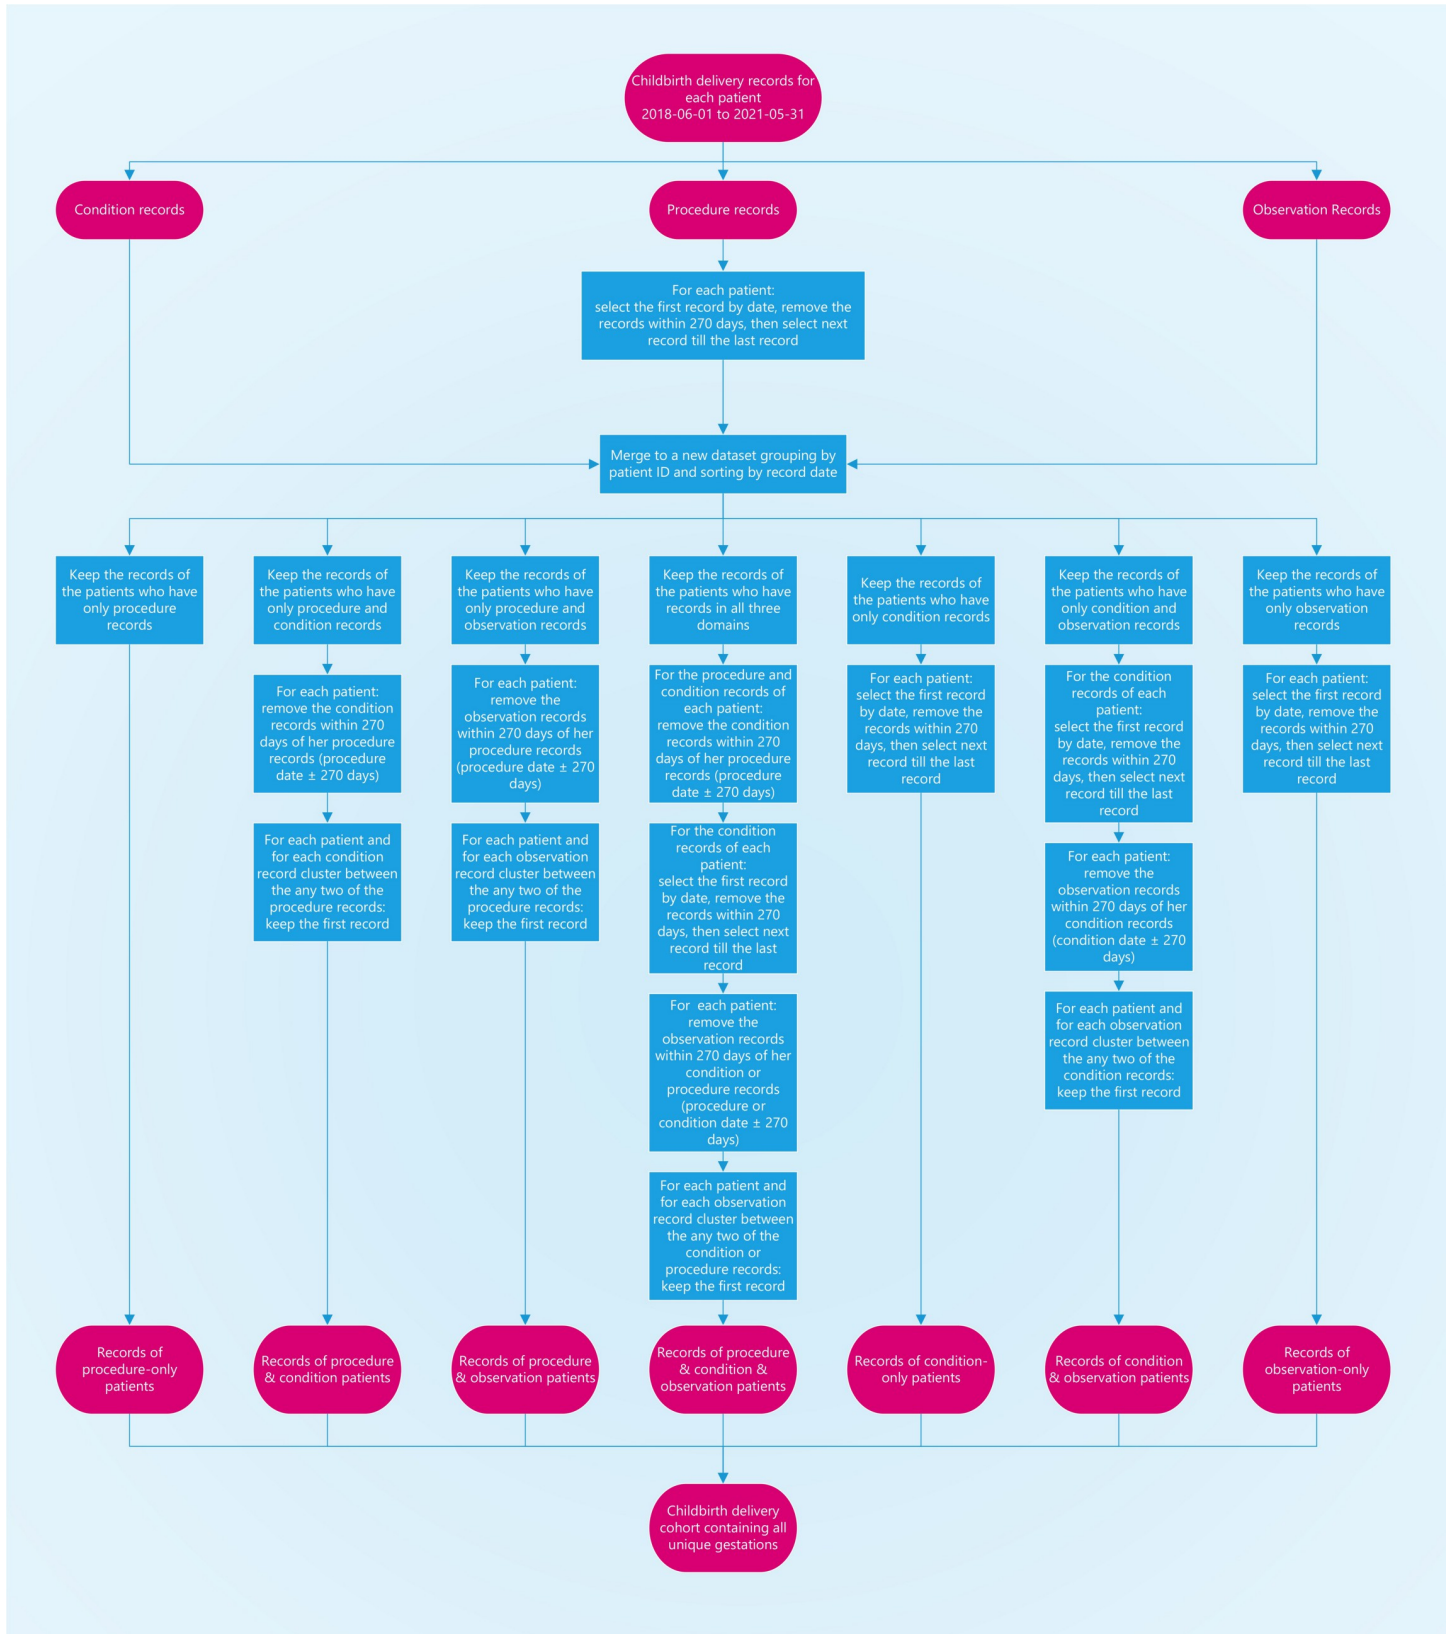 Childbirth delivery records for
each patient
2018-06-01 to 2021-05-31
Condition records
Procedure records
Observation Records
For each patient:
select the first record by date, remove the
records within 270 days, then select next
record till the last record
Merge to a new dataset grouping by
patient ID and sorting by record date
Keep the records of
the patients who have
only procedure
records
Keep the records of
the patients who have
only procedure and
condition records
Keep the records of
the patients who have
only procedure and
observation records
Keep the records of
the patients who have
records in all three
domains
Keep the records of
the patients who have
only condition records
Keep the records of
the patients who have
only condition and
observation records
Keep the records of
the patients who have
only observation
records
For each patient:
remove the condition
records within 270
days of her procedure
records (procedure
date ± 270 days)
For each patient:
remove the
observation records
within 270 days of her
procedure records
(procedure date ± 270
days)
For the procedure and
condition records of
each patient:
remove the condition
records within 270
days of her procedure
records (procedure
date ± 270 days)
For each patient:
select the first record
by date, remove the
records within 270
days, then select next
record till the last
record
For the condition
records of each
patient:
select the first record
by date, remove the
records within 270
days, then select next
record till the last
record
For each patient:
select the first record
by date, remove the
records within 270
days, then select next
record till the last
record
For each patient and
for each condition
record cluster between
the any two of the
procedure records:
keep the first record
For each patient and
for each observation
record cluster between
the any two of the
procedure records:
keep the first record
For the condition
records of each
patient:
select the first record
by date, remove the
records within 270
days, then select next
record till the last
record
For each patient:
remove the
observation records
within 270 days of her
condition records
(condition date ± 270
days)
For  each patient:
remove the
observation records
within 270 days of her
condition or
procedure records
(procedure or
condition date ± 270
days)
For each patient and
for each observation
record cluster between
the any two of the
condition records:
keep the first record
For each patient and
for each observation
record cluster between
the any two of the
condition or
procedure records:
keep the first record
Records of
procedure-only
patients
Records of procedure
& condition patients
Records of procedure
& observation patients
Records of procedure
& condition &
observation patients
Records of condition-
only patients
Records of condition
& observation patients
Records of
observation-only
patients
Childbirth delivery
cohort containing all
unique gestations